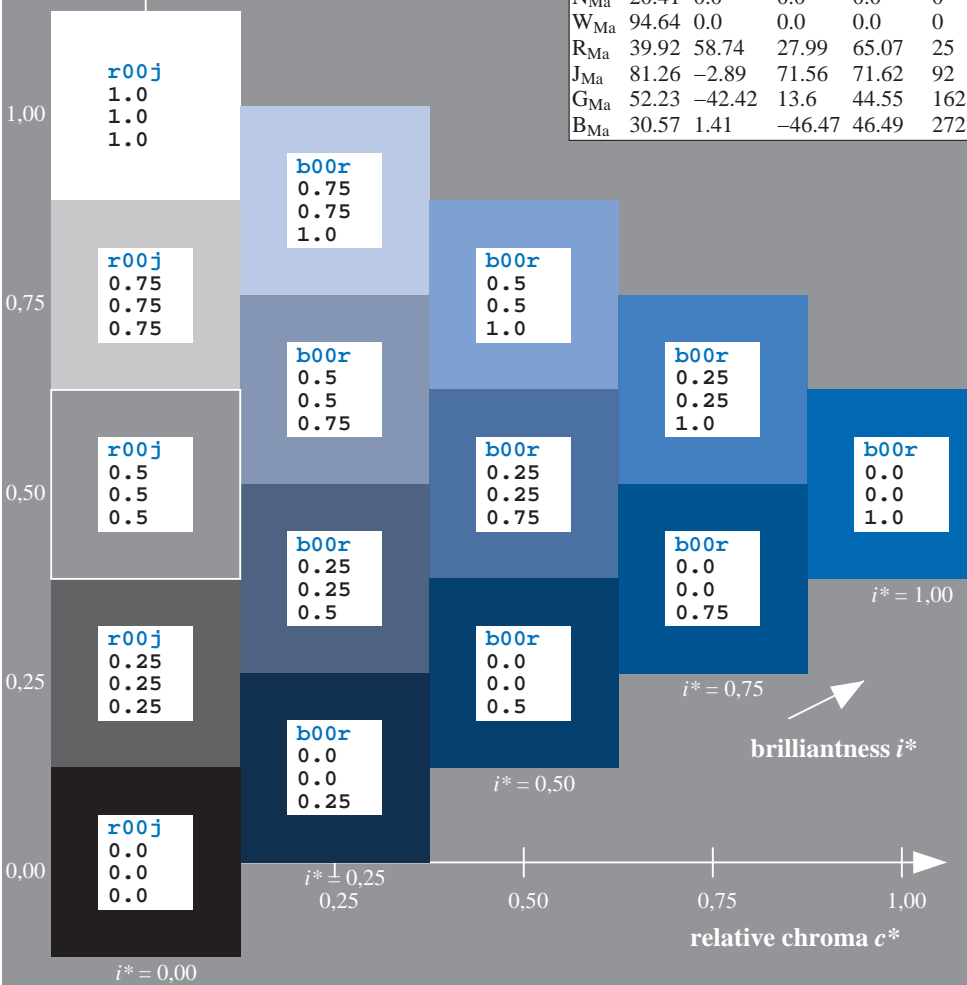 W_Ma 94.64 0.0 0.0 0.0 0
R_Ma 39.92 58.74 27.99 65.07 25
J_Ma 81.26 −2.89 71.56 71.62 92
G_Ma 52.23 −42.42 13.6 44.55 162
B_Ma 30.57 1.41 −46.47 46.49 272
r00j
1.0
1.0
1.0
1,00
b00r
0.75
0.75
1.0
r00j
0.75
0.75
0.75
b00r
0.5
0.5
1.0
0,75
b00r
0.5
0.5
0.75
b00r
0.25
0.25
1.0
r00j
0.5
0.5
0.5
b00r
0.25
0.25
0.75
b00r
0.0
0.0
1.0
0,50
b00r
0.25
0.25
0.5
b00r
0.0
0.0
0.75
i* = 1,00
r00j
0.25
0.25
0.25
b00r
0.0
0.0
0.5
0,25
i* = 0,75
b00r
0.0
0.0
0.25
brilliantness i*
i* = 0,50
r00j
0.0
0.0
0.0
0,00
i* = 0,25
0,25 0,50 0,75 1,00
relative chroma c*
i* = 0,00